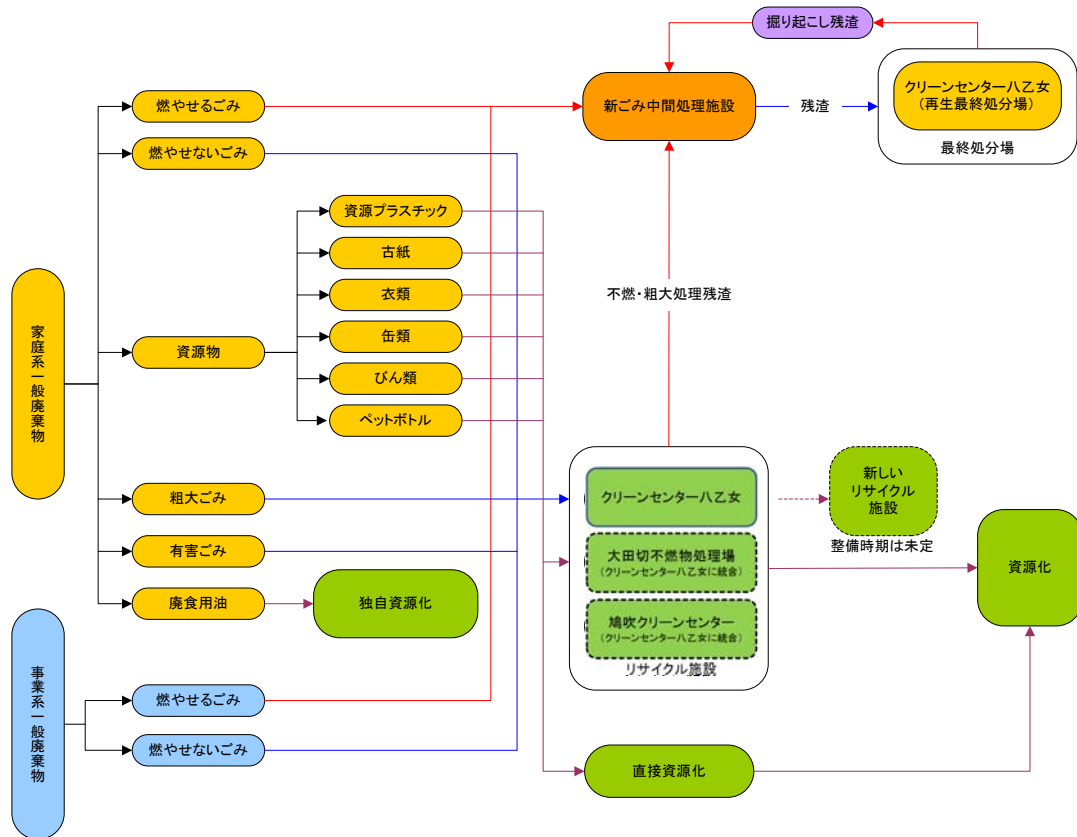 掘り起こし残渣
燃やせるごみ
新ごみ中間処理施設
残渣
クリーンセンター八乙女
(再生最終処分場)
最終処分場
燃やせないごみ
資源プラスチック
古紙
衣類
不燃・粗大処理残渣
缶類
家庭系一般廃棄物
資源物
びん類
ペットボトル
粗大ごみ
クリーンセンター八乙女
新しい
リサイクル
施設
整備時期は未定
有害ごみ
大田切不燃物処理場
(クリーンセンター八乙女に統合)
資源化
廃食用油
独自資源化
鳩吹クリーンセンター
(クリーンセンター八乙女に統合)
リサイクル施設
事業系一般廃棄物
燃やせるごみ
燃やせないごみ
直接資源化